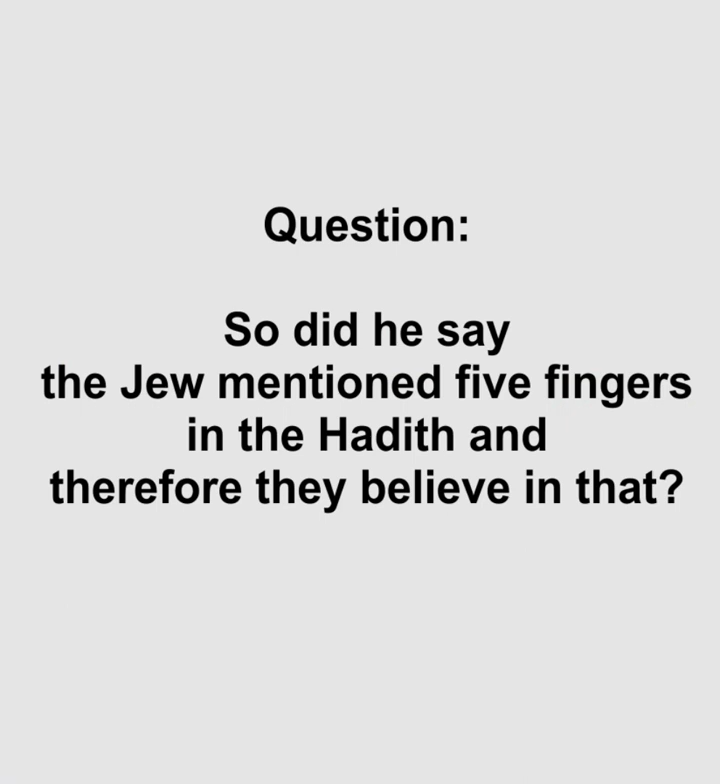 Question:
So did he say
the Jew mentioned five fingers
in the Hadith and
therefore they believe in that?